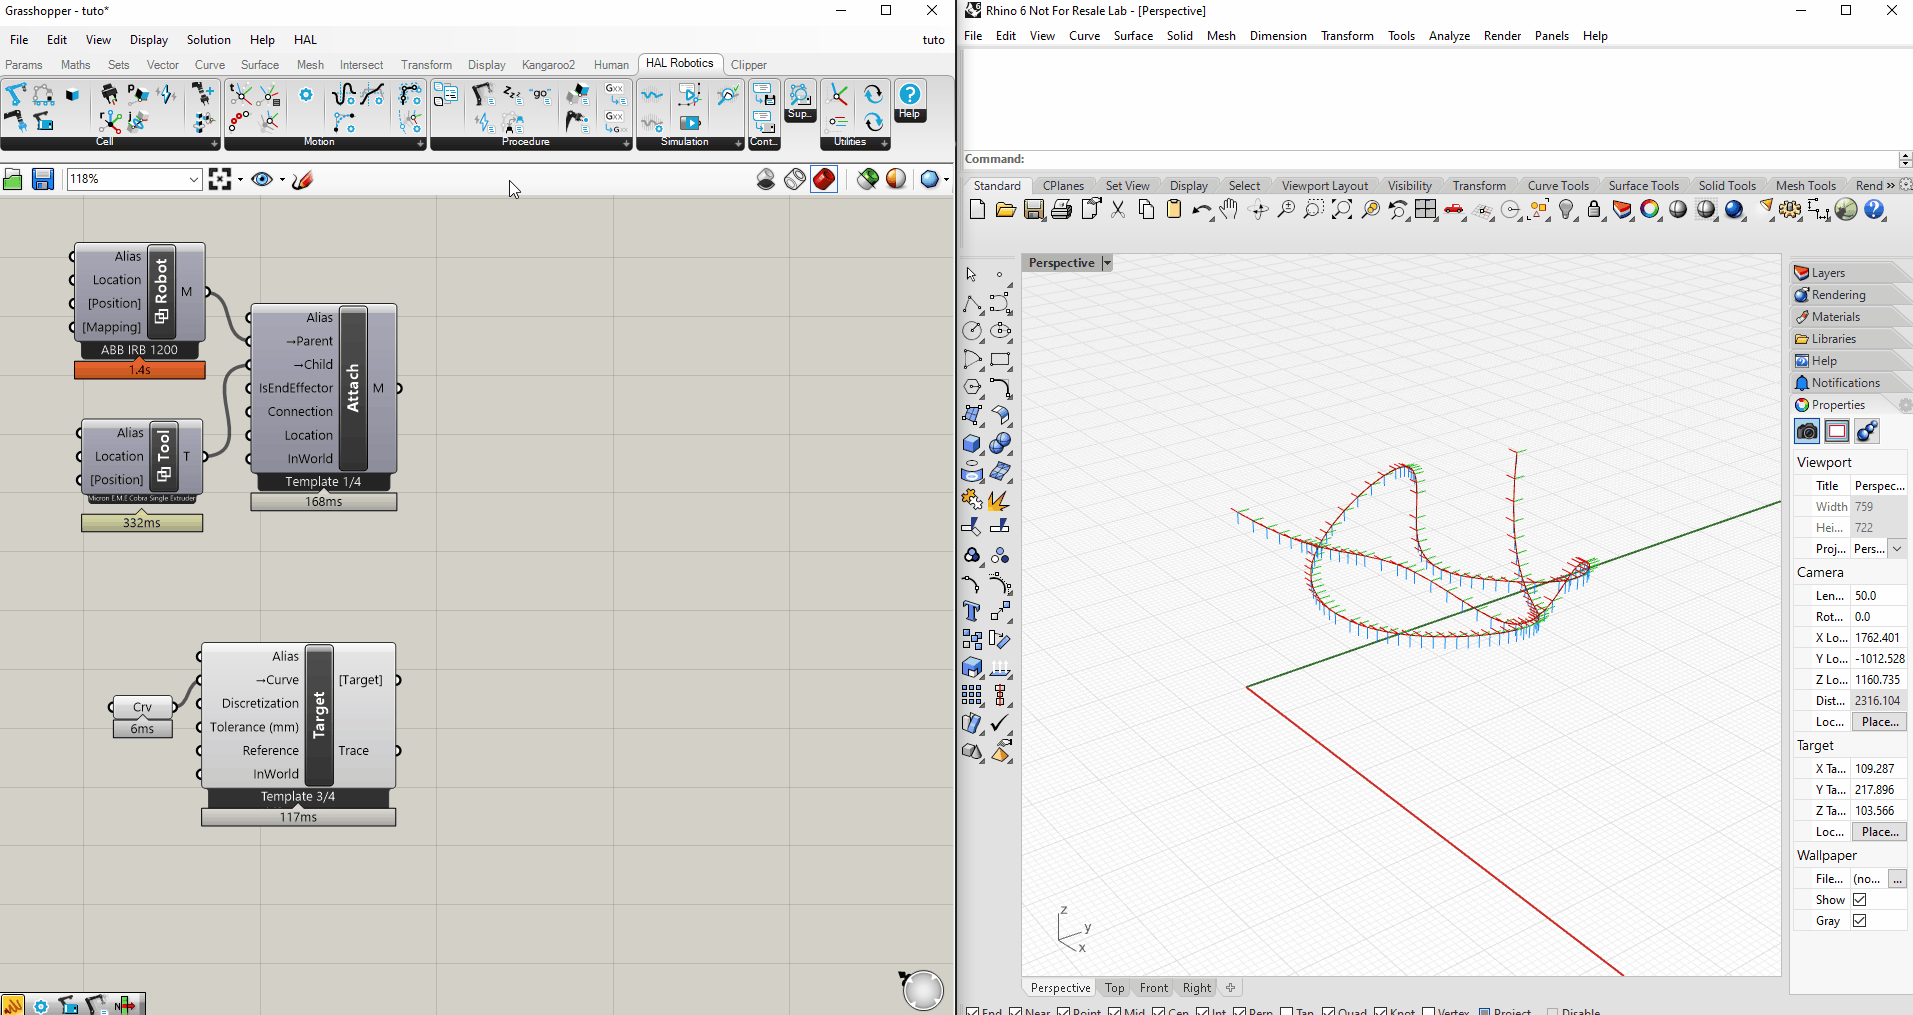 Grasshopper - tuto*
File Edit View Display Solution Help HAL tuto
Params Maths Sets Vector Curve Surface Mesh Intersect Transform Display Kangaroo2 Human HAL Robotics Clipper
Cell Motion Procedure Simulation Cont... Sup... Utilities Help
118%
Alias
Location
[Position]
[Mapping]
Robot
M
ABB IRB 1200
1.4s
Alias
Location
[Position]
Tool
T
Micron E.M.E Cobra Single Extruder
332ms
Alias
→Parent
→Child
IsEndEffector
Connection
Location
InWorld
Attach
M
Template 1/4
168ms
Crv
6ms
Alias
→Curve
Discretization
Tolerance (mm)
Reference
InWorld
Target
[Target]
Trace
Template 3/4
117ms
Rhino 6 Not For Resale Lab - [Perspective]
File Edit View Curve Surface Solid Mesh Dimension Transform Tools Analyze Render Panels Help
Command:
Standard CPlanes Set View Display Select Viewport Layout Visibility Transform Curve Tools Surface Tools Solid Tools Mesh Tools Rend »
Perspective
z
y
x
Perspective Top Front Right
End Near Point Mid Cen Int Perp Tan Quad Knot Vertex Project Disable
Layers
Rendering
Materials
Libraries
Help
Notifications
Properties
Viewport
Title Perspec...
Width 759
Hei... 722
Proj... Pers...
Camera
Len... 50.0
Rot... 0.0
X Lo... 1762.401
Y Lo... -1012.528
Z Lo... 1160.735
Dist... 2316.104
Loc... Place...
Target
X Ta... 109.287
Y Ta... 217.896
Z Ta... 103.566
Loc... Place...
Wallpaper
File... (no... ...
Show
Gray